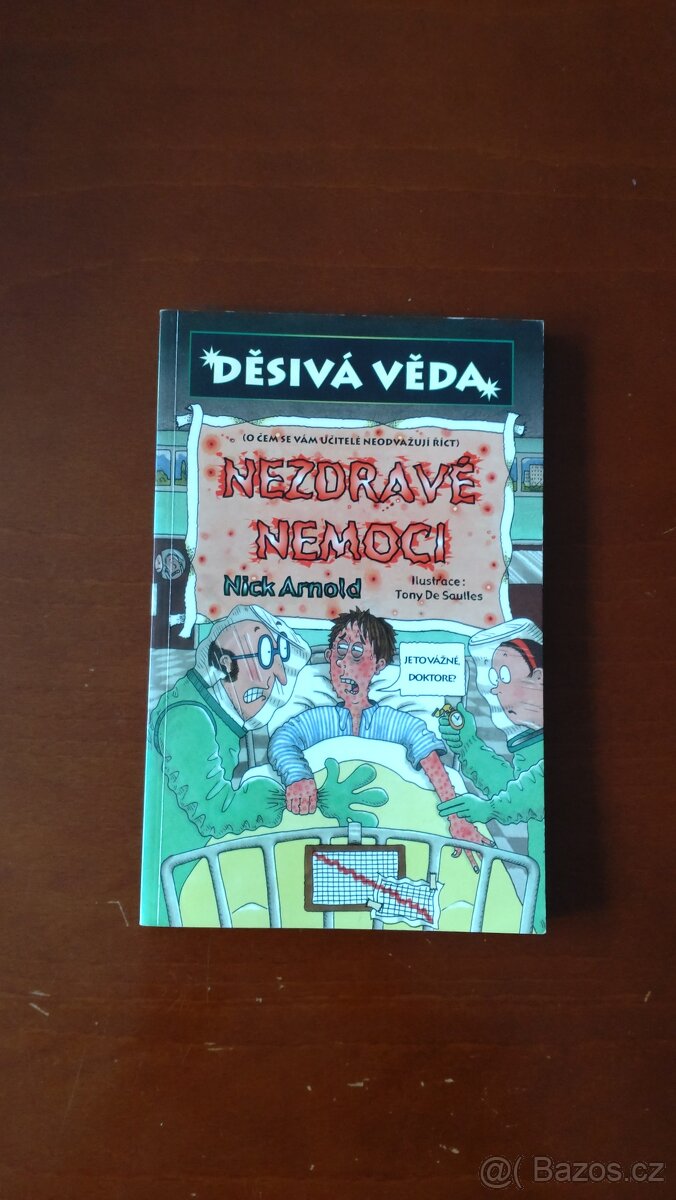 DĚSIVÁ VĚDA
(O ČEM SE VÁM UČITELÉ NEODVAŽUJÍ ŘÍCT)
NEZDRAVÉ
NEMOCI
Nick Arnold
Ilustrace:
Tony De Saulles
JE TO VÁŽNÉ,
DOKTORE?
@( Bazos.cz